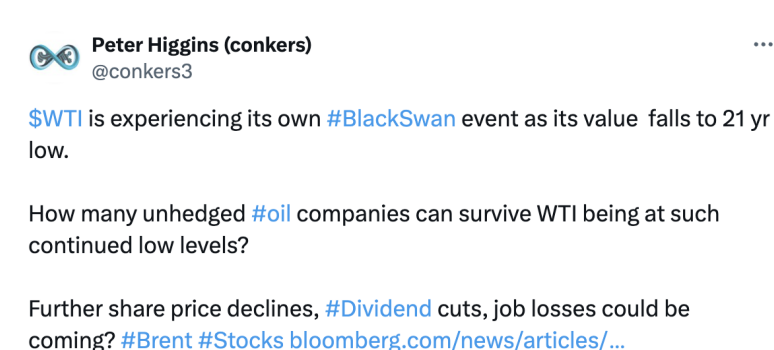 Peter Higgins (conkers)
@conkers3
$WTI is experiencing its own #BlackSwan event as its value  falls to 21 yr
low.
How many unhedged #oil companies can survive WTI being at such
continued low levels?
Further share price declines, #Dividend cuts, job losses could be
coming? #Brent #Stocks bloomberg.com/news/articles/…